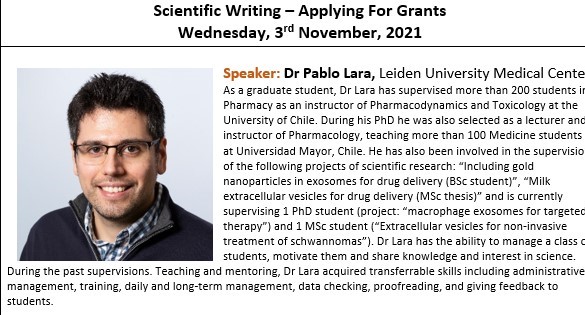 Scientific Writing – Applying For Grants
Wednesday, 3rd November, 2021
Speaker: Dr Pablo Lara, Leiden University Medical Cente
As a graduate student, Dr Lara has supervised more than 200 students in
Pharmacy as an instructor of Pharmacodynamics and Toxicology at the
University of Chile. During his PhD he was also selected as a lecturer and
instructor of Pharmacology, teaching more than 100 Medicine students
at Universidad Mayor, Chile. He has also been involved in the supervisio
of the following projects of scientific research: “Including gold
nanoparticles in exosomes for drug delivery (BSc student)”, “Milk
extracellular vesicles for drug delivery (MSc thesis)” and is currently
supervising 1 PhD student (project: “macrophage exosomes for targeted
therapy”) and 1 MSc student (“Extracellular vesicles for non-invasive
treatment of schwannomas”). Dr Lara has the ability to manage a class o
students, motivate them and share knowledge and interest in science.
During the past supervisions. Teaching and mentoring, Dr Lara acquired transferrable skills including administrative
management, training, daily and long-term management, data checking, proofreading, and giving feedback to
students.